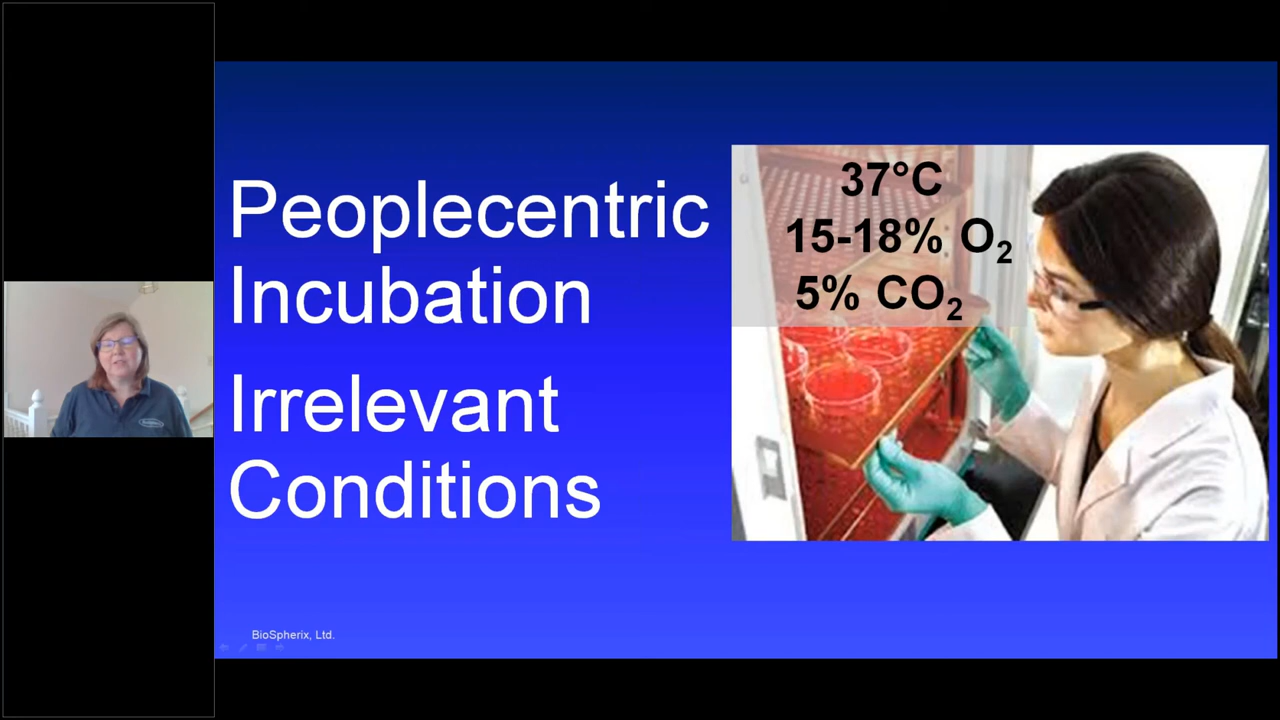 Peoplecentric
Incubation
Irrelevant
Conditions
37°C
15-18% O₂
5% CO₂
BioSpherix, Ltd.